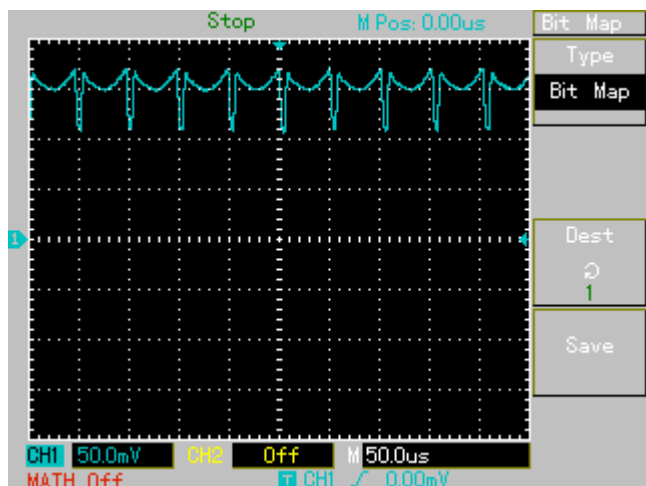 Stop M Pos: 0.00us Bit Map
Type
Bit Map
1
Dest
1
Save
CH1 50.0mV CH2 Off M 50.0us
MATH Off T CH1 0.00mV